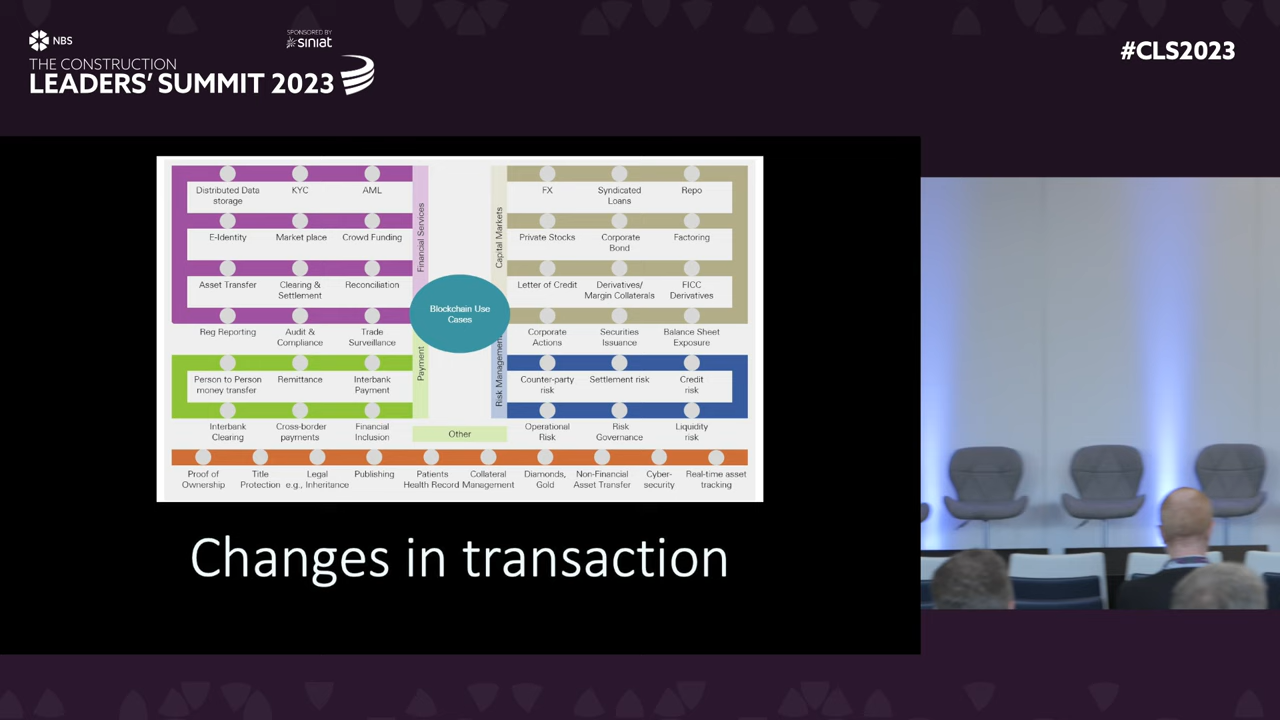 NBS
SPONSORED BY
siniat
THE CONSTRUCTION
LEADERS' SUMMIT 2023
#CLS2023
Distributed Data
storage
KYC
AML
E-Identity
Market place
Crowd Funding
Asset Transfer
Clearing &
Settlement
Reconciliation
Reg Reporting
Audit &
Compliance
Trade
Surveillance
Financial Services
Person to Person
money transfer
Remittance
Interbank
Payment
Interbank
Clearing
Cross-border
payments
Financial
Inclusion
Payment
Blockchain Use
Cases
Capital Markets
FX
Syndicated
Loans
Repo
Private Stocks
Corporate
Bond
Factoring
Letter of Credit
Derivatives/
Margin Collaterals
FICC
Derivatives
Corporate
Actions
Securities
Issuance
Balance Sheet
Exposure
Risk Management
Counter-party
risk
Settlement risk
Credit
risk
Operational
Risk
Risk
Governance
Liquidity
risk
Other
Proof of
Ownership
Title
Protection
Legal
e.g., Inheritance
Publishing
Patients
Health Record
Collateral
Management
Diamonds,
Gold
Non-Financial
Asset Transfer
Cyber-
security
Real-time asset
tracking
Changes in transaction